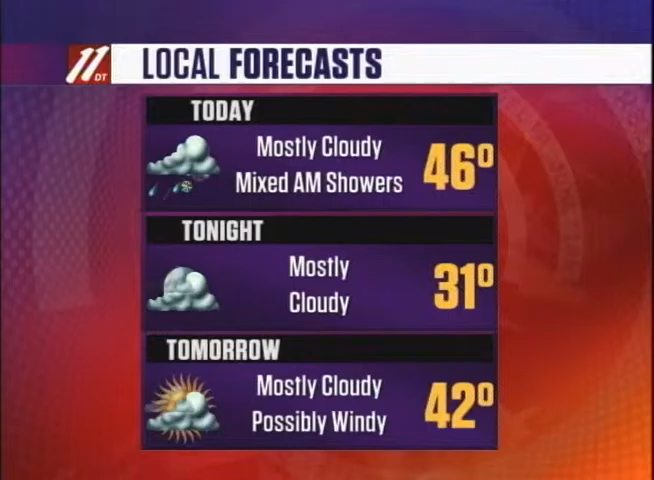 11 DT LOCAL FORECASTS
TODAY
Mostly Cloudy
Mixed AM Showers
46°
TONIGHT
Mostly
Cloudy
31°
TOMORROW
Mostly Cloudy
Possibly Windy
42°